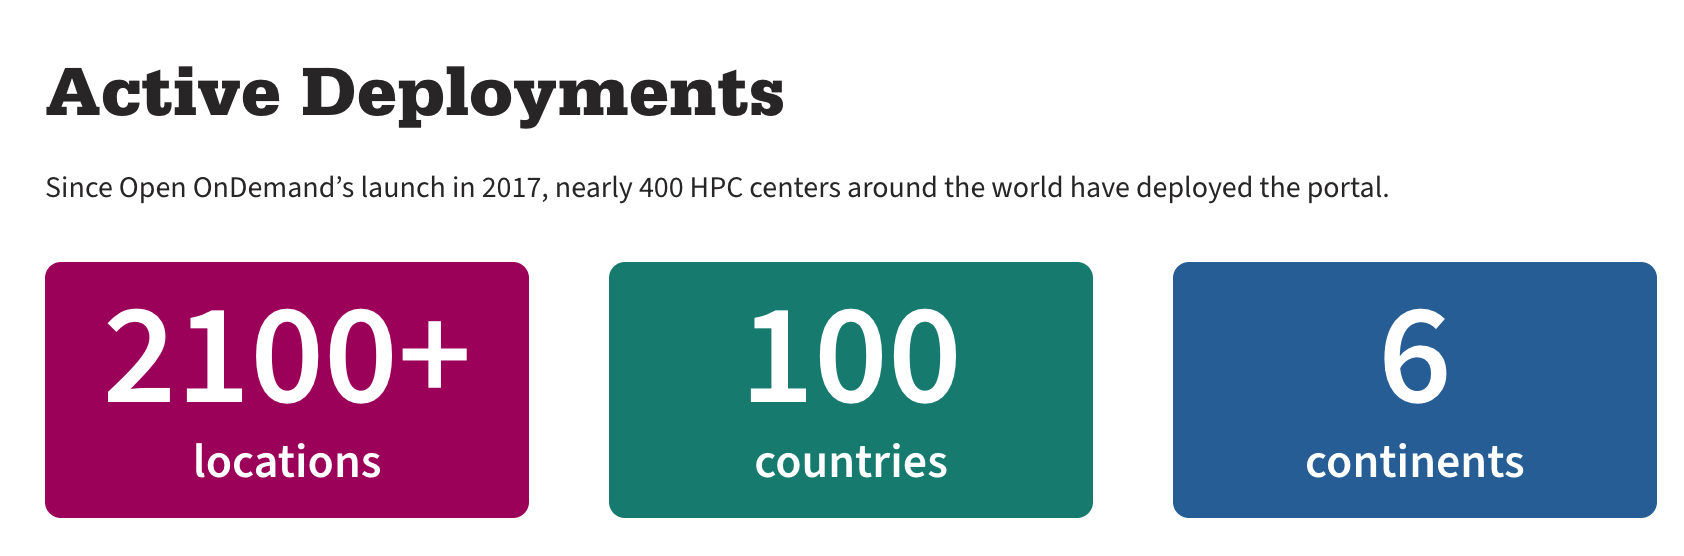 Active Deployments
Since Open OnDemand’s launch in 2017, nearly 400 HPC centers around the world have deployed the portal.
2100+
locations
100
countries
6
continents